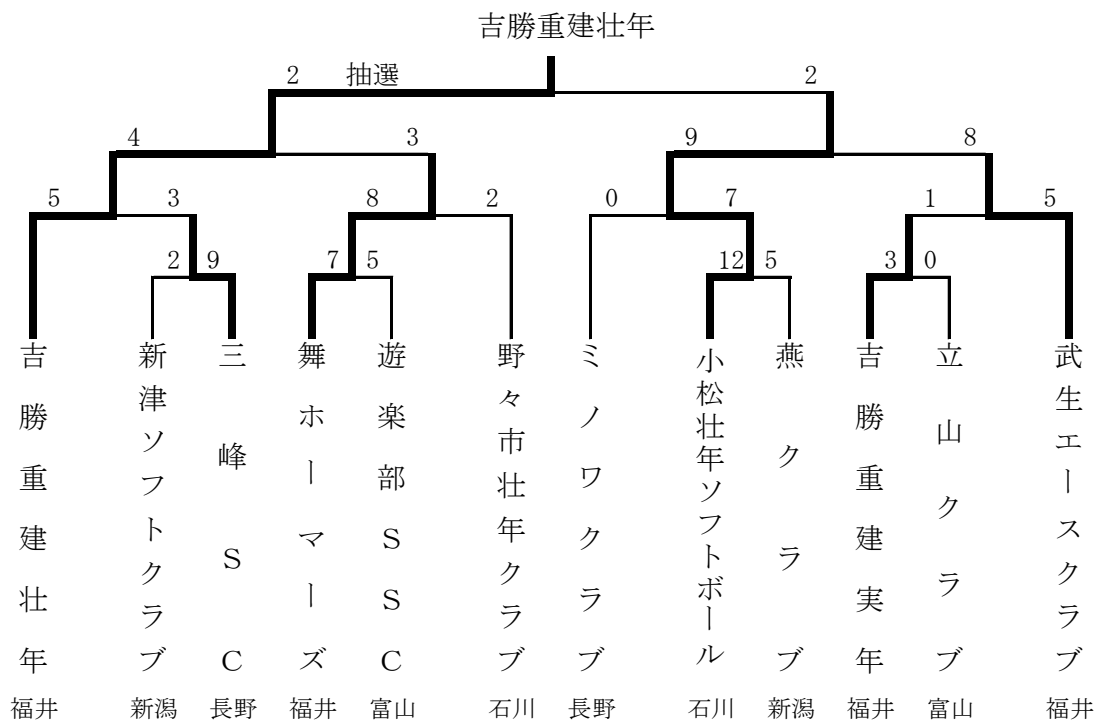 吉勝重建壮年
2 抽選 2
4 3 9 8
5 3 8 2 0 7 1 5
2 9 7 5 12 5 3 0
吉勝重建壮年
新津ソフトクラブ
三峰ＳＣ
舞ホーマーズ
遊楽部ＳＳＣ
野々市壮年クラブ
ミノワクラブ
小松壮年ソフトボール
燕クラブ
吉勝重建実年
立山クラブ
武生エースクラブ
福井 新潟 長野 福井 富山 石川 長野 石川 新潟 福井 富山 福井